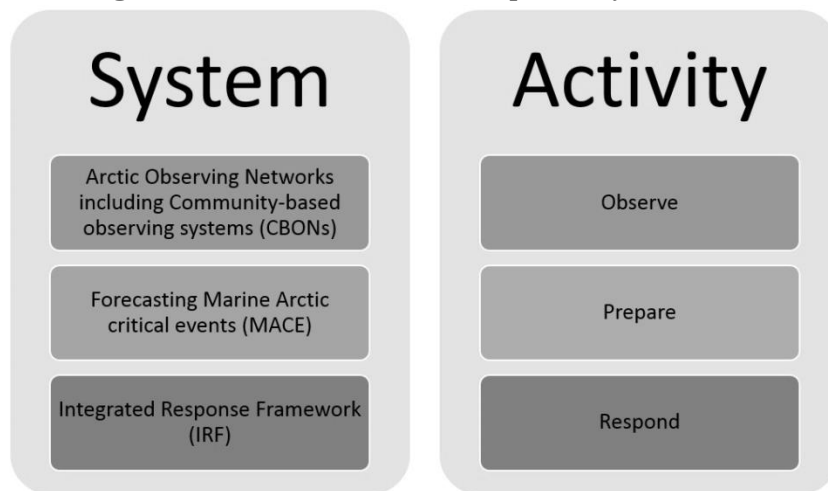 System
Arctic Observing Networks
including Community-based
observing systems (CBONs)
Forecasting Marine Arctic
critical events (MACE)
Integrated Response Framework
(IRF)
Activity
Observe
Prepare
Respond